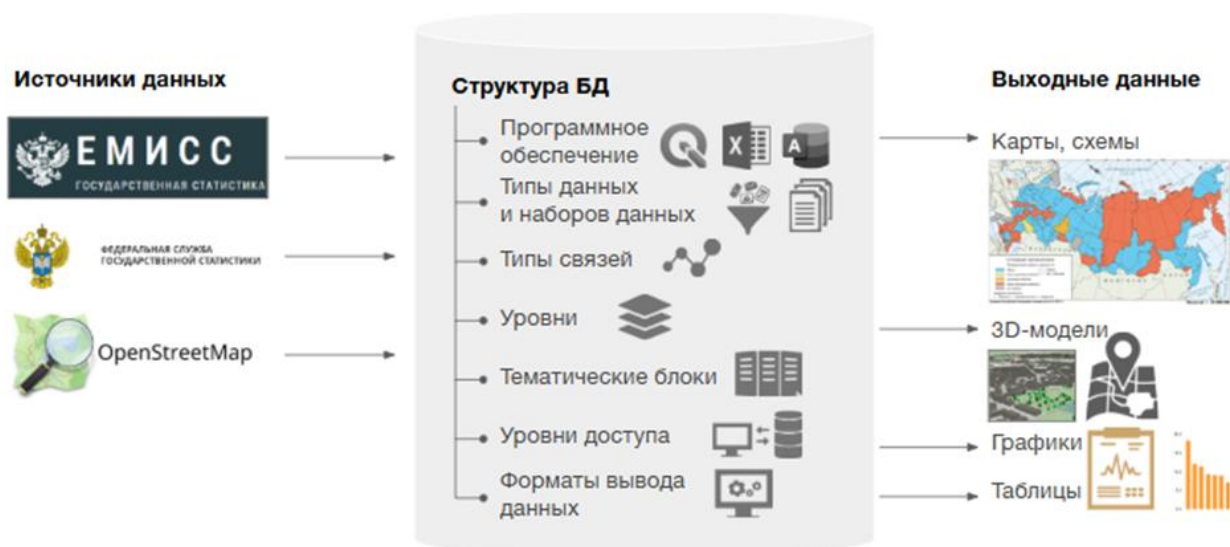 Источники данных
ЕМИСС
ГОСУДАРСТВЕННАЯ СТАТИСТИКА
ФЕДЕРАЛЬНАЯ СЛУЖБА
ГОСУДАРСТВЕННОЙ СТАТИСТИКИ
OpenStreetMap
Структура БД
Программное
обеспечение
X
A
Типы данных
и наборов данных
Типы связей
Уровни
Тематические блоки
Уровни доступа
Форматы вывода
данных
Выходные данные
Карты, схемы
3D-модели
Графики
Таблицы